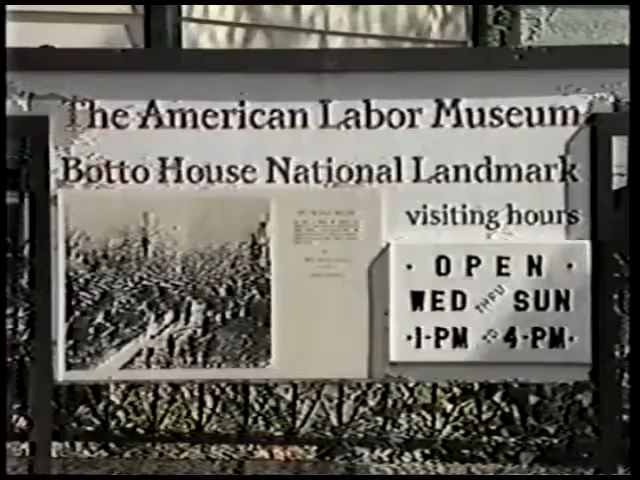 The American Labor Museum
Botto House National Landmark
visiting hours
· OPEN ·
WED THRU SUN
·1-PM TO 4-PM·